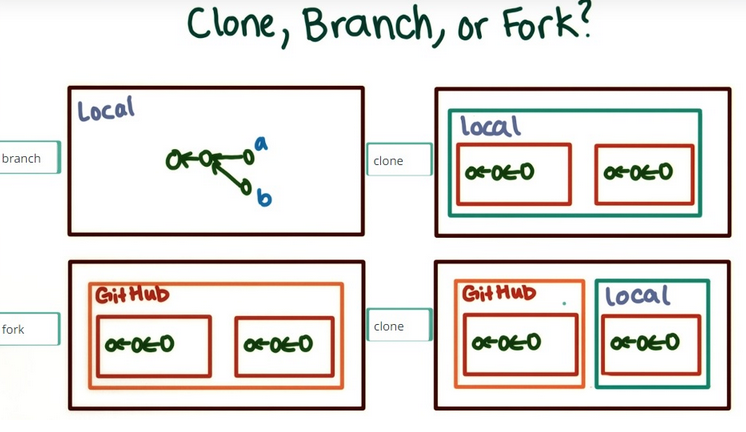 Clone, Branch, or Fork?
branch
Local
a
b
clone
local
fork
GitHub
clone
GitHub
local